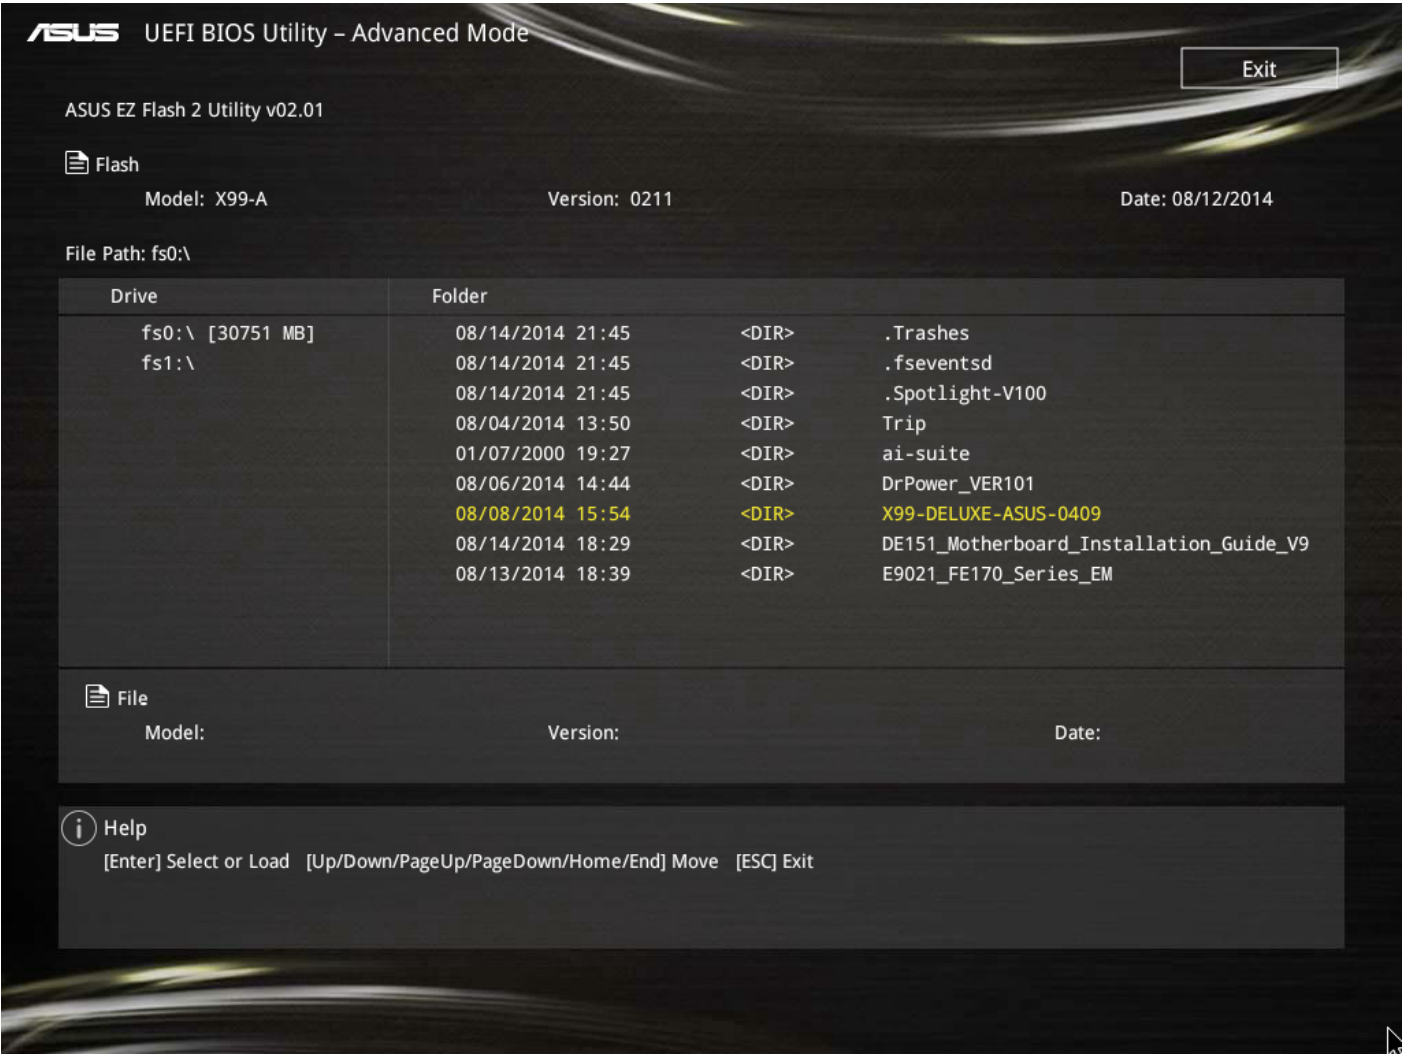 ASUS UEFI BIOS Utility – Advanced Mode
Exit
ASUS EZ Flash 2 Utility v02.01
Flash
Model: X99-A Version: 0211 Date: 08/12/2014
File Path: fs0:\
Drive Folder
fs0:\ [30751 MB] 08/14/2014 21:45 <DIR> .Trashes
fs1:\ 08/14/2014 21:45 <DIR> .fseventsd
08/14/2014 21:45 <DIR> .Spotlight-V100
08/04/2014 13:50 <DIR> Trip
01/07/2000 19:27 <DIR> ai-suite
08/06/2014 14:44 <DIR> DrPower_VER101
08/08/2014 15:54 <DIR> X99-DELUXE-ASUS-0409
08/14/2014 18:29 <DIR> DE151_Motherboard_Installation_Guide_V9
08/13/2014 18:39 <DIR> E9021_FE170_Series_EM
File
Model: Version: Date:
Help
[Enter] Select or Load [Up/Down/PageUp/PageDown/Home/End] Move [ESC] Exit